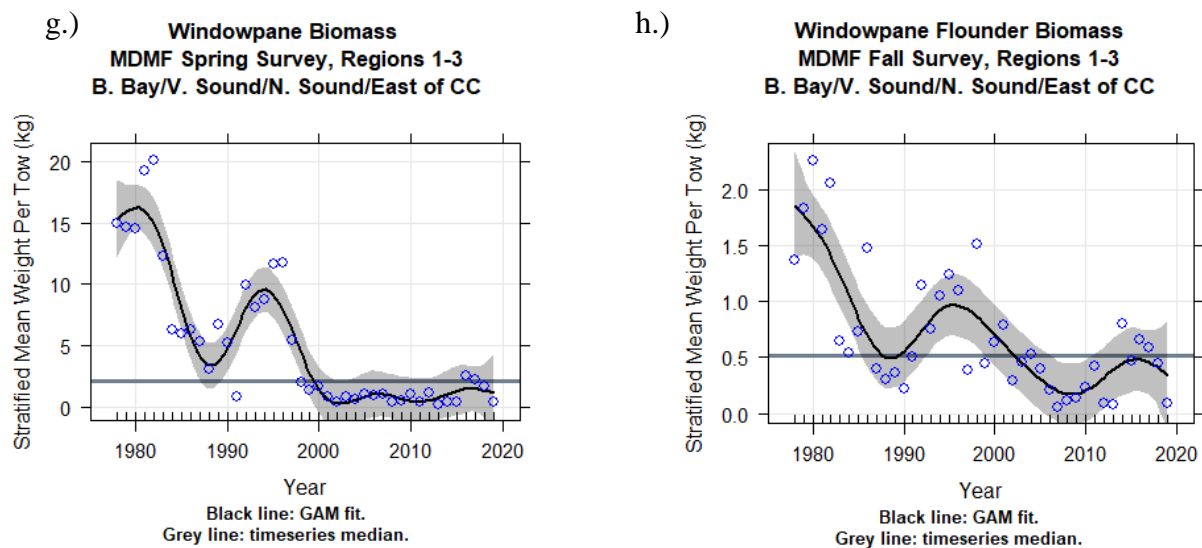 g.)
Windowpane Biomass
MDMF Spring Survey, Regions 1-3
B. Bay/V. Sound/N. Sound/East of CC
Stratified Mean Weight Per Tow (kg)
20
15
10
5
0
1980 1990 2000 2010 2020
Year
Black line: GAM fit.
Grey line: timeseries median.
h.)
Windowpane Flounder Biomass
MDMF Fall Survey, Regions 1-3
B. Bay/V. Sound/N. Sound/East of CC
Stratified Mean Weight Per Tow (kg)
2.0
1.5
1.0
0.5
0.0
1980 1990 2000 2010 2020
Year
Black line: GAM fit.
Grey line: timeseries median.